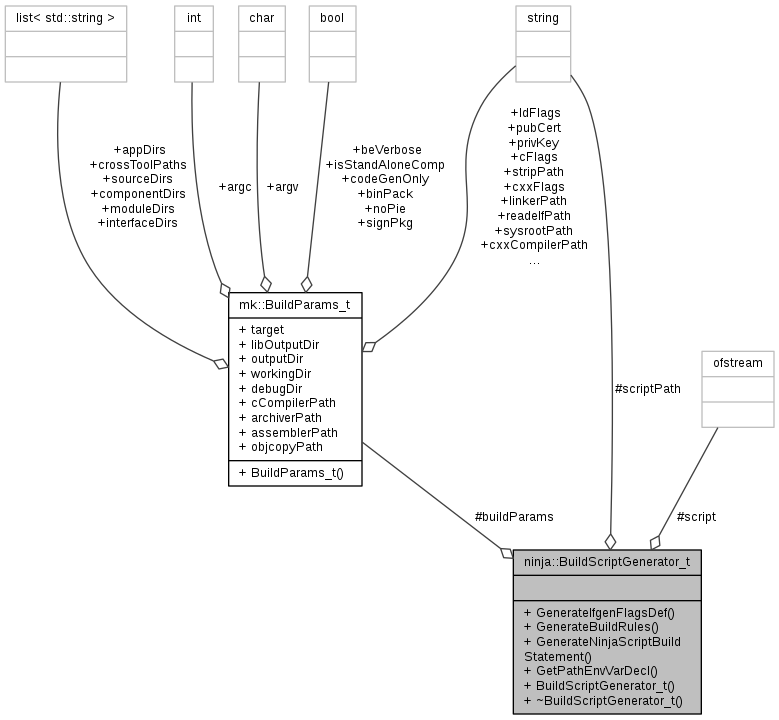 list< std::string >
int
char
bool
string
+appDirs
+crossToolPaths
+sourceDirs
+componentDirs
+moduleDirs
+interfaceDirs
+argc
+argv
+beVerbose
+isStandAloneComp
+codeGenOnly
+binPack
+noPie
+signPkg
+ldFlags
+pubCert
+privKey
+cFlags
+stripPath
+cxxFlags
+linkerPath
+readelfPath
+sysrootPath
+cxxCompilerPath
...
mk::BuildParams_t
+ target
+ libOutputDir
+ outputDir
+ workingDir
+ debugDir
+ cCompilerPath
+ archiverPath
+ assemblerPath
+ objcopyPath
+ BuildParams_t()
ofstream
#scriptPath
#buildParams
#script
ninja::BuildScriptGenerator_t
+ GenerateIfgenFlagsDef()
+ GenerateBuildRules()
+ GenerateNinjaScriptBuild
Statement()
+ GetPathEnvVarDecl()
+ BuildScriptGenerator_t()
+ ~BuildScriptGenerator_t()